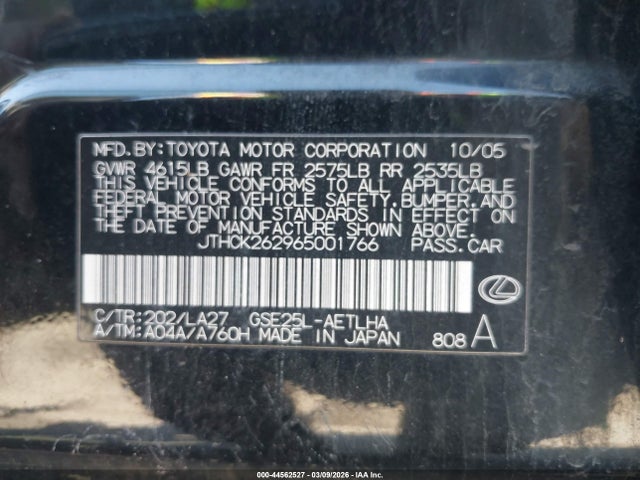 MFD.BY:TOYOTA MOTOR CORPORATION 10/05
GVWR 4615LB GAWR FR 2575LB RR 2535LB
THIS VEHICLE CONFORMS TO ALL APPLICABLE
FEDERAL MOTOR VEHICLE SAFETY,BUMPER,AND
THEFT PREVENTION STANDARDS IN EFFECT ON
THE DATE OF MANUFACTURE SHOWN ABOVE.
JTHCK262965001766 PASS.CAR
C/TR:202/LA27 GSE25L-AETLHA
A/TM:A04A/A760H MADE IN JAPAN 808 A
000-44562527 - 03/09/2026 - IAA Inc.